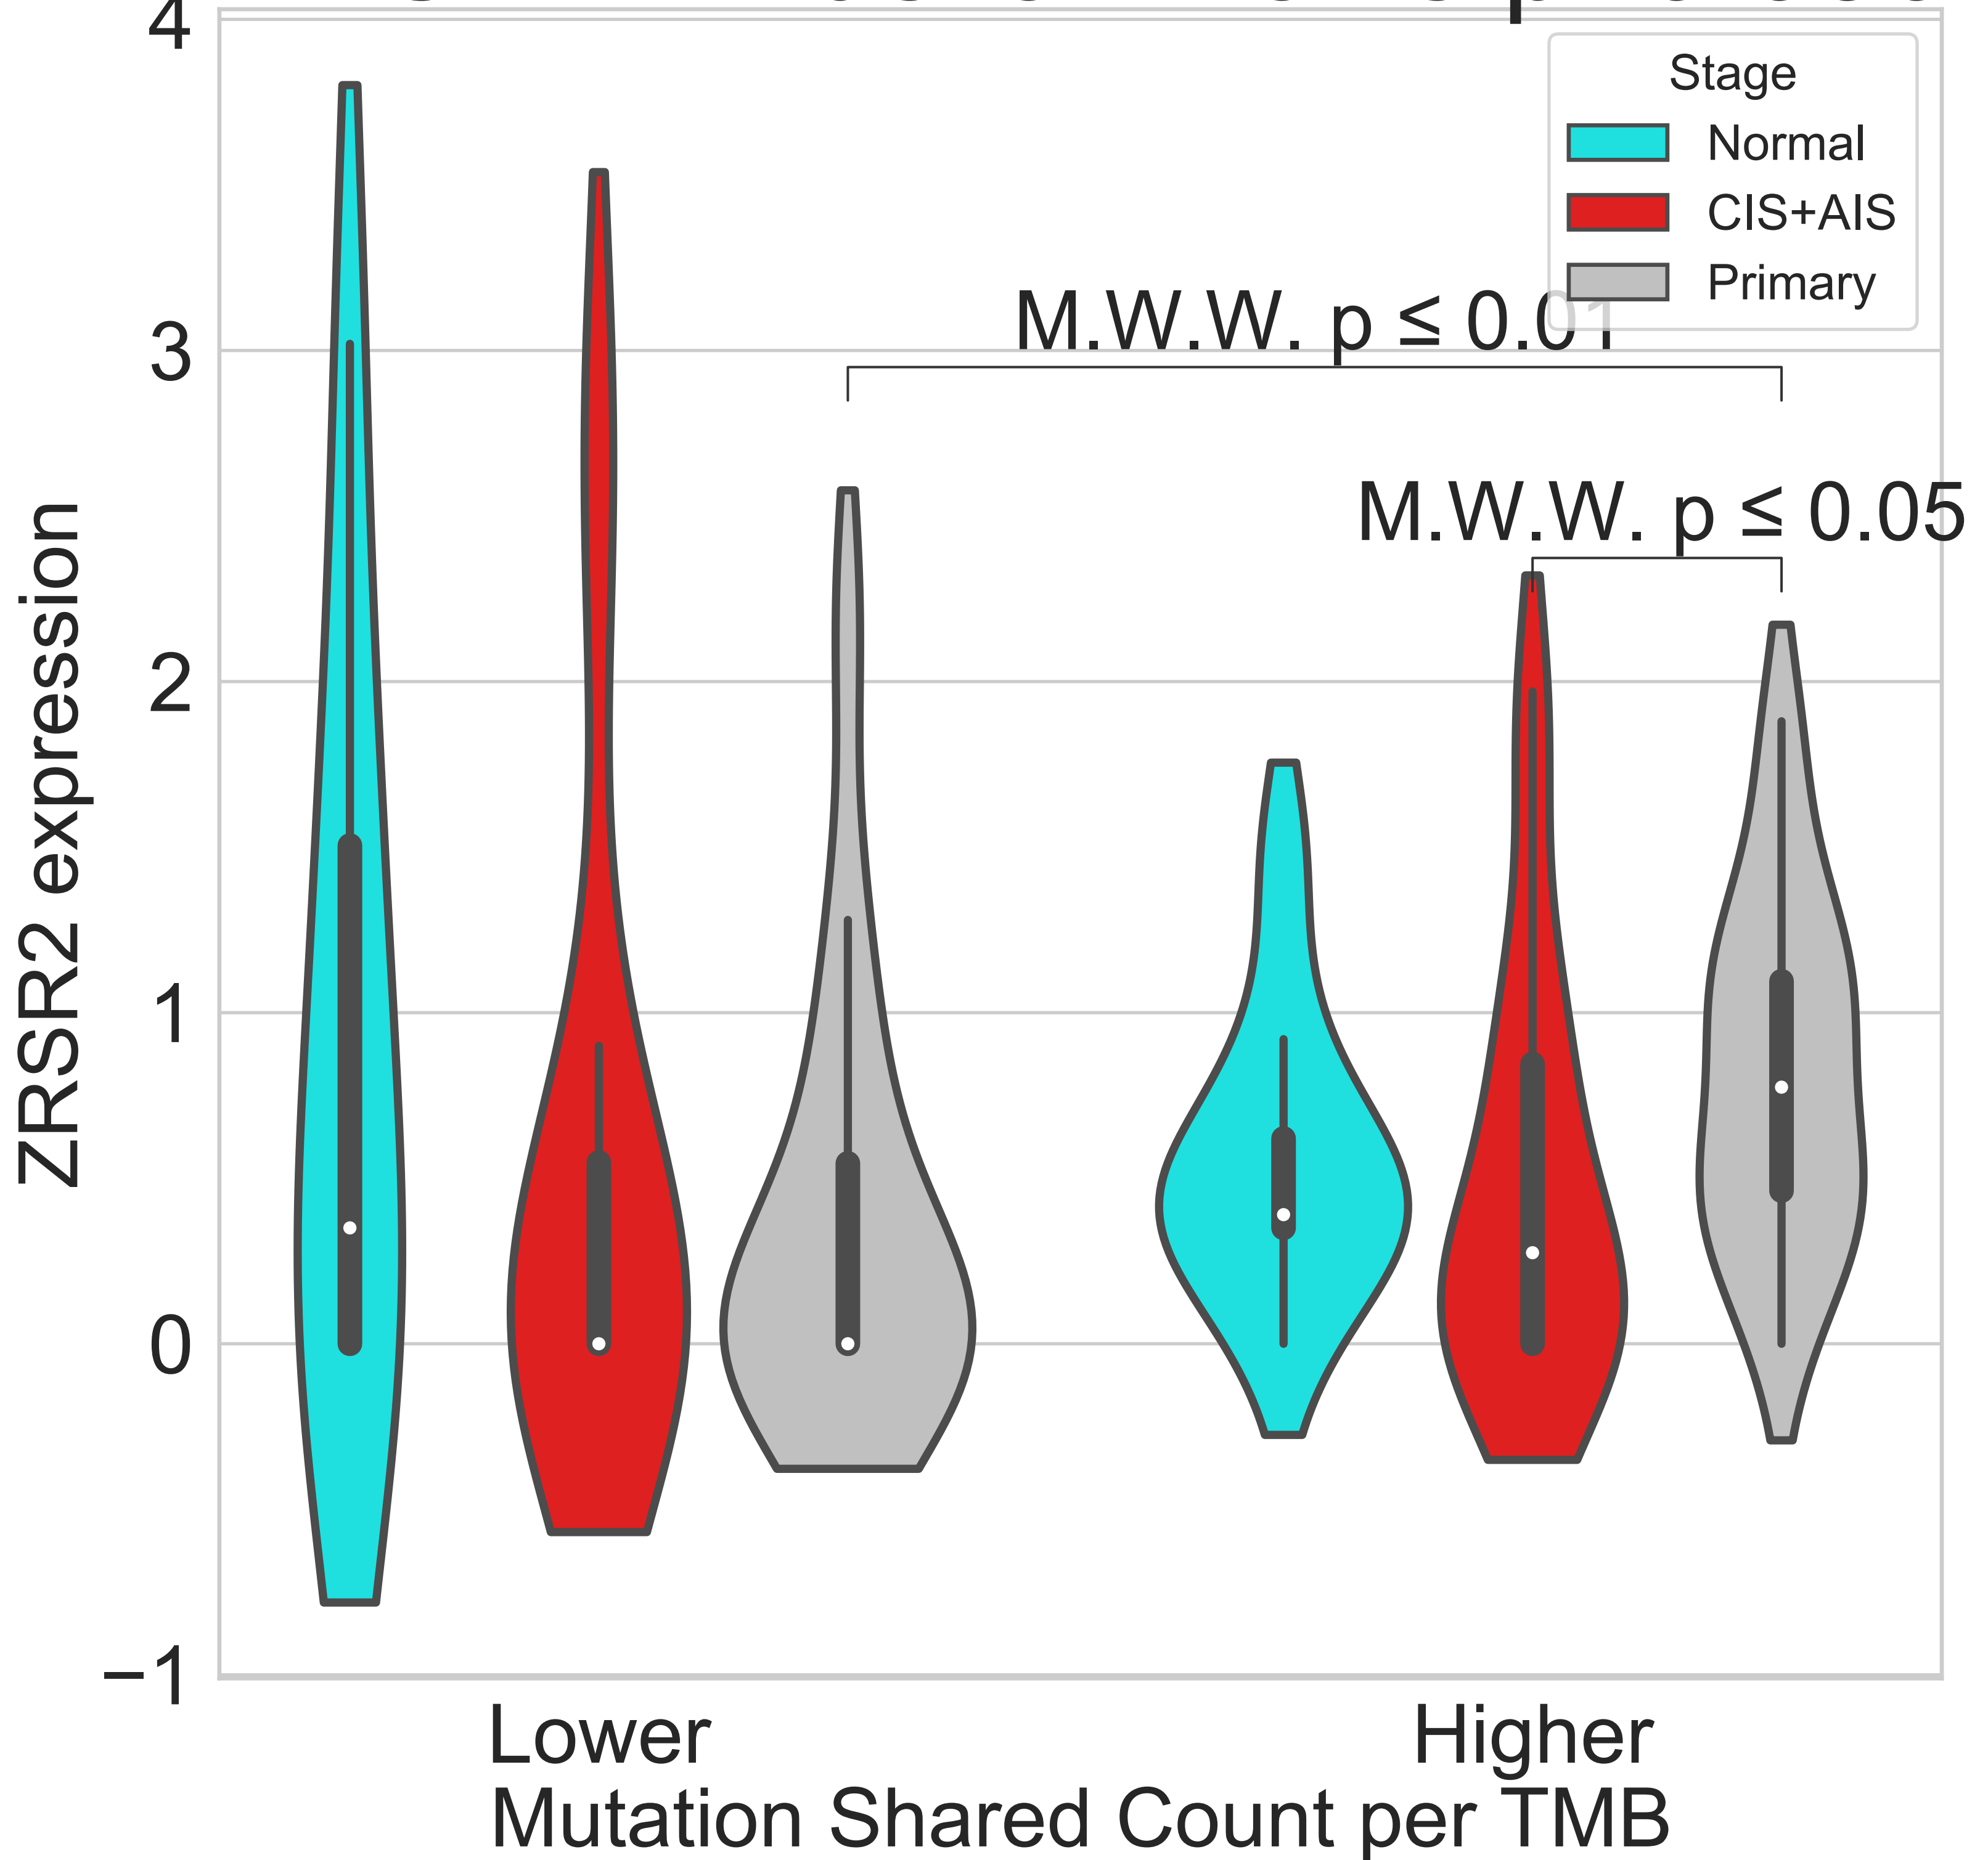 4
Stage
Normal
CIS+AIS
Primary
M.W.W. p ≤ 0.01
3
M.W.W. p ≤ 0.05
ZRSR2 expression
2
1
0
−1
Lower
Higher
Mutation Shared Count per TMB